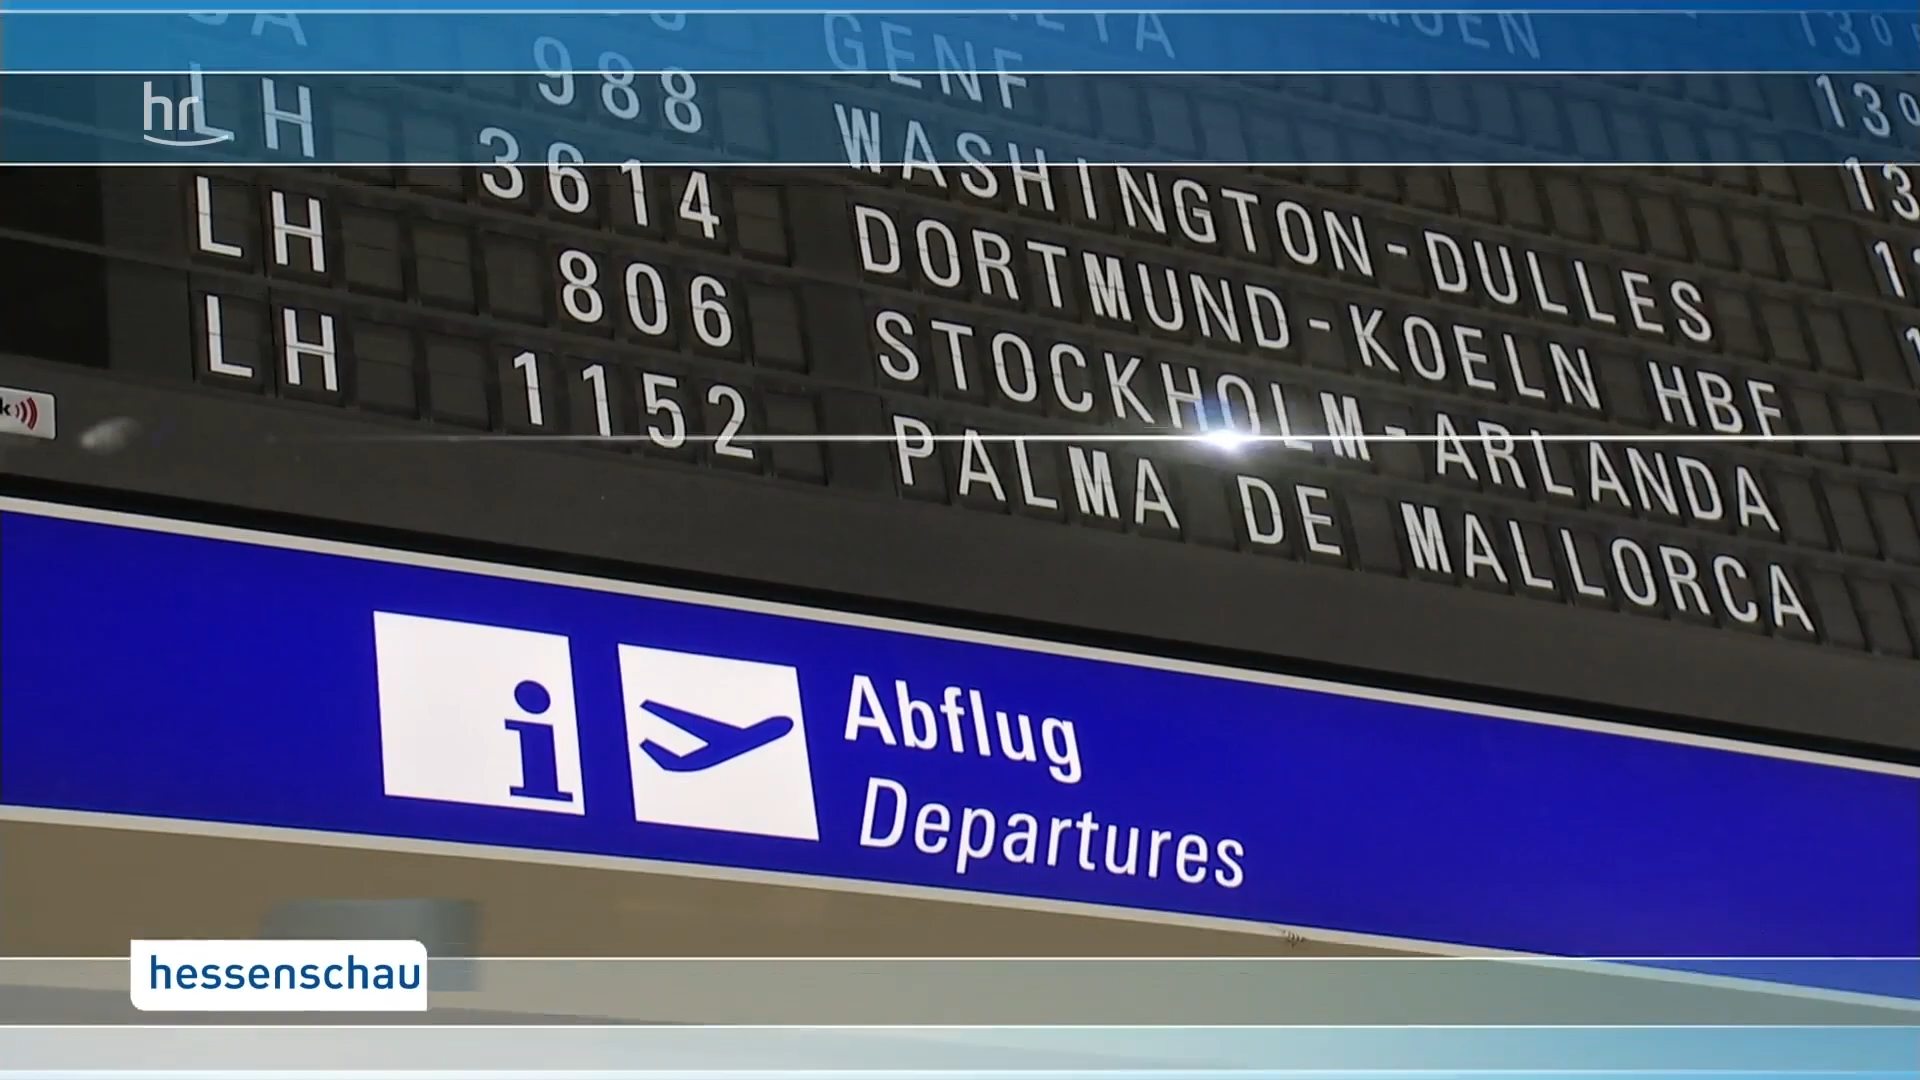 hr
GENF
988 WASHINGTON-DULLES
LH 3614 DORTMUND-KOELN HBF
LH 806 STOCKHOLM-ARLANDA
LH 1152 PALMA DE MALLORCA
Abflug
Departures
hessenschau